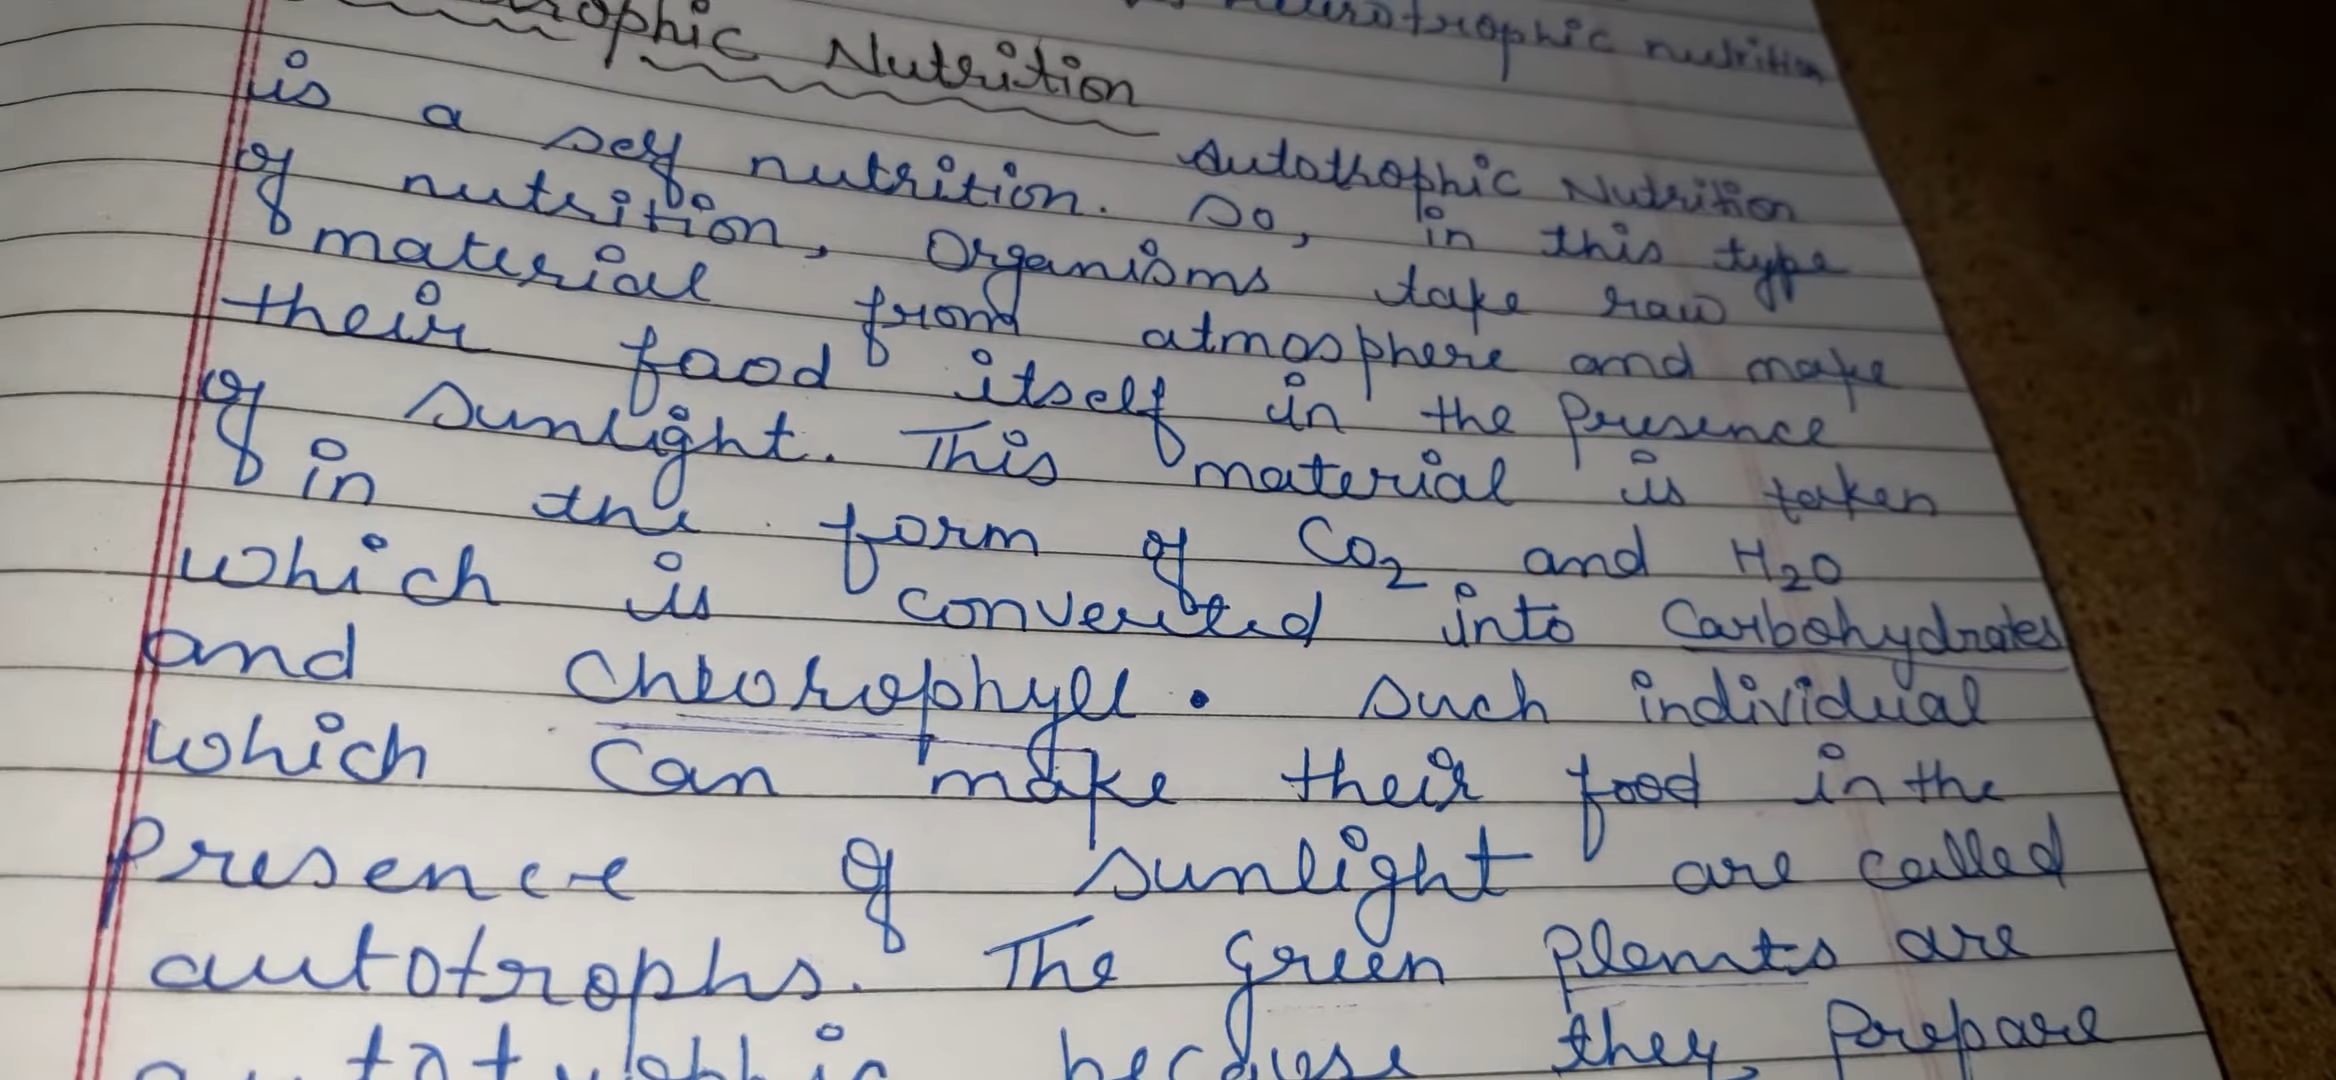 nutrition
Nutrition
Autothophic Nutrition
is a self nutrition. So, in this type
of nutrition, Organisms take raw
material from atmosphere and make
their food itself in the Presence
of sunlight. This material is taken
in the form of CO2 and H2O
which is converted into Carbohydrates
and Chlorophyll. Such individual
which can make their food in the
Presence of sunlight are called
autotrophs. The green plants are
because they prepare